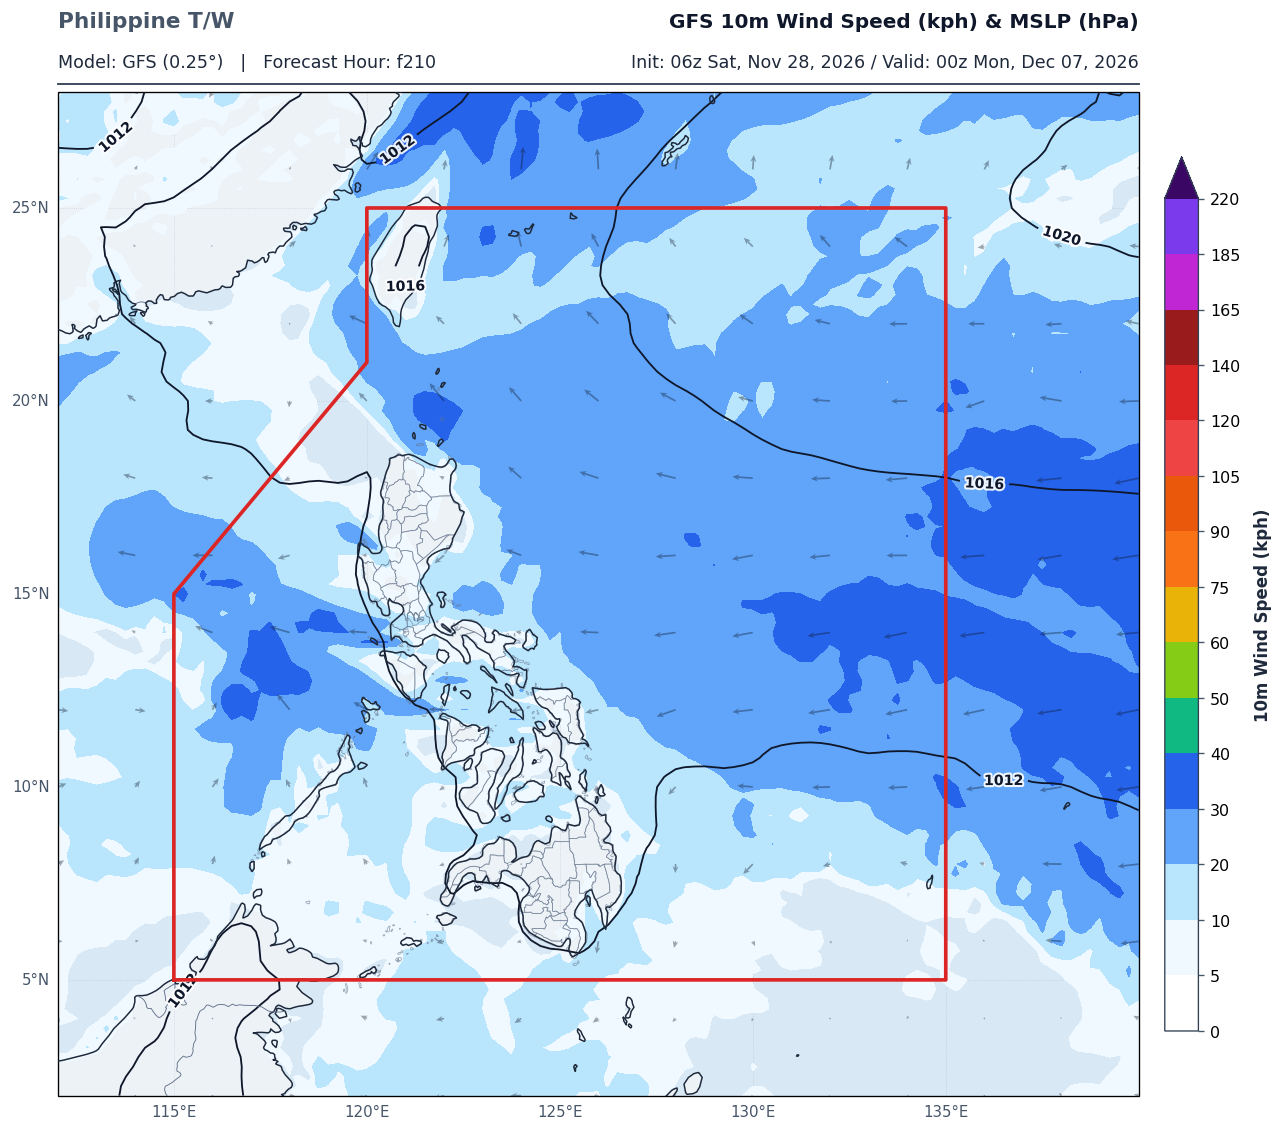 Philippine T/W
GFS 10m Wind Speed (kph) & MSLP (hPa)
Model: GFS (0.25°) | Forecast Hour: f210
Init: 06z Sat, Nov 28, 2026 / Valid: 00z Mon, Dec 07, 2026
1012
1012
1020
1016
1016
1012
1012
25°N
20°N
15°N
10°N
5°N
115°E
120°E
125°E
130°E
135°E
220
185
165
140
120
105
90
75
60
50
40
30
20
10
5
0
10m Wind Speed (kph)